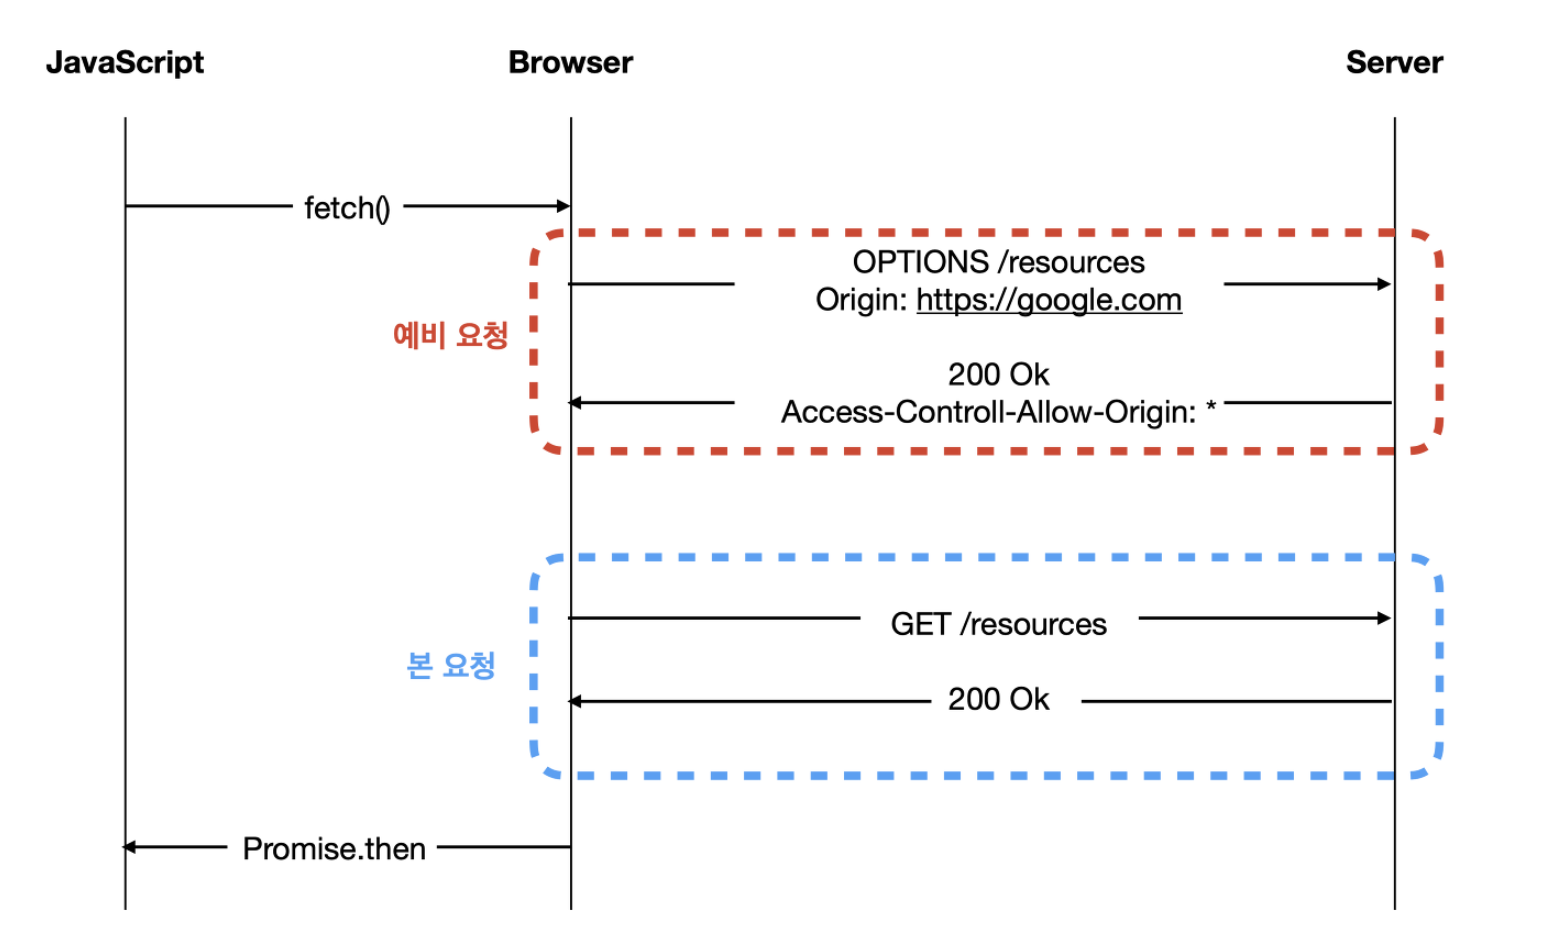 JavaScript
Browser
Server
fetch()
OPTIONS /resources
Origin: https://google.com
예비 요청
200 Ok
Access-Controll-Allow-Origin: *
GET /resources
본 요청
200 Ok
Promise.then